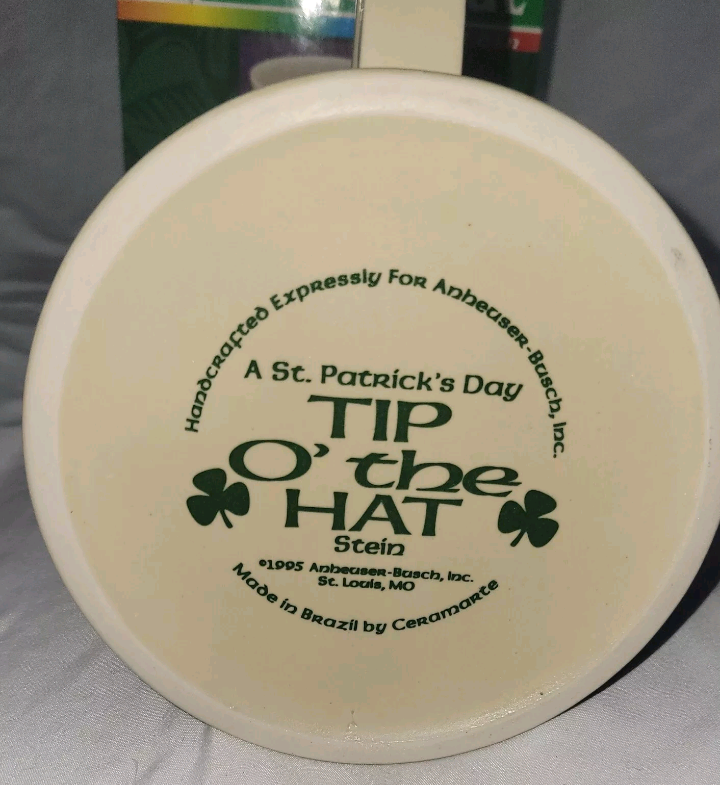 Handcrafted Expressly For Anheuser-Busch, Inc.
A St. Patrick's Day
TIP
O' the
HAT
Stein
©1995 Anheuser-Busch, Inc.
St. Louis, MO
Made in Brazil by Ceramarte